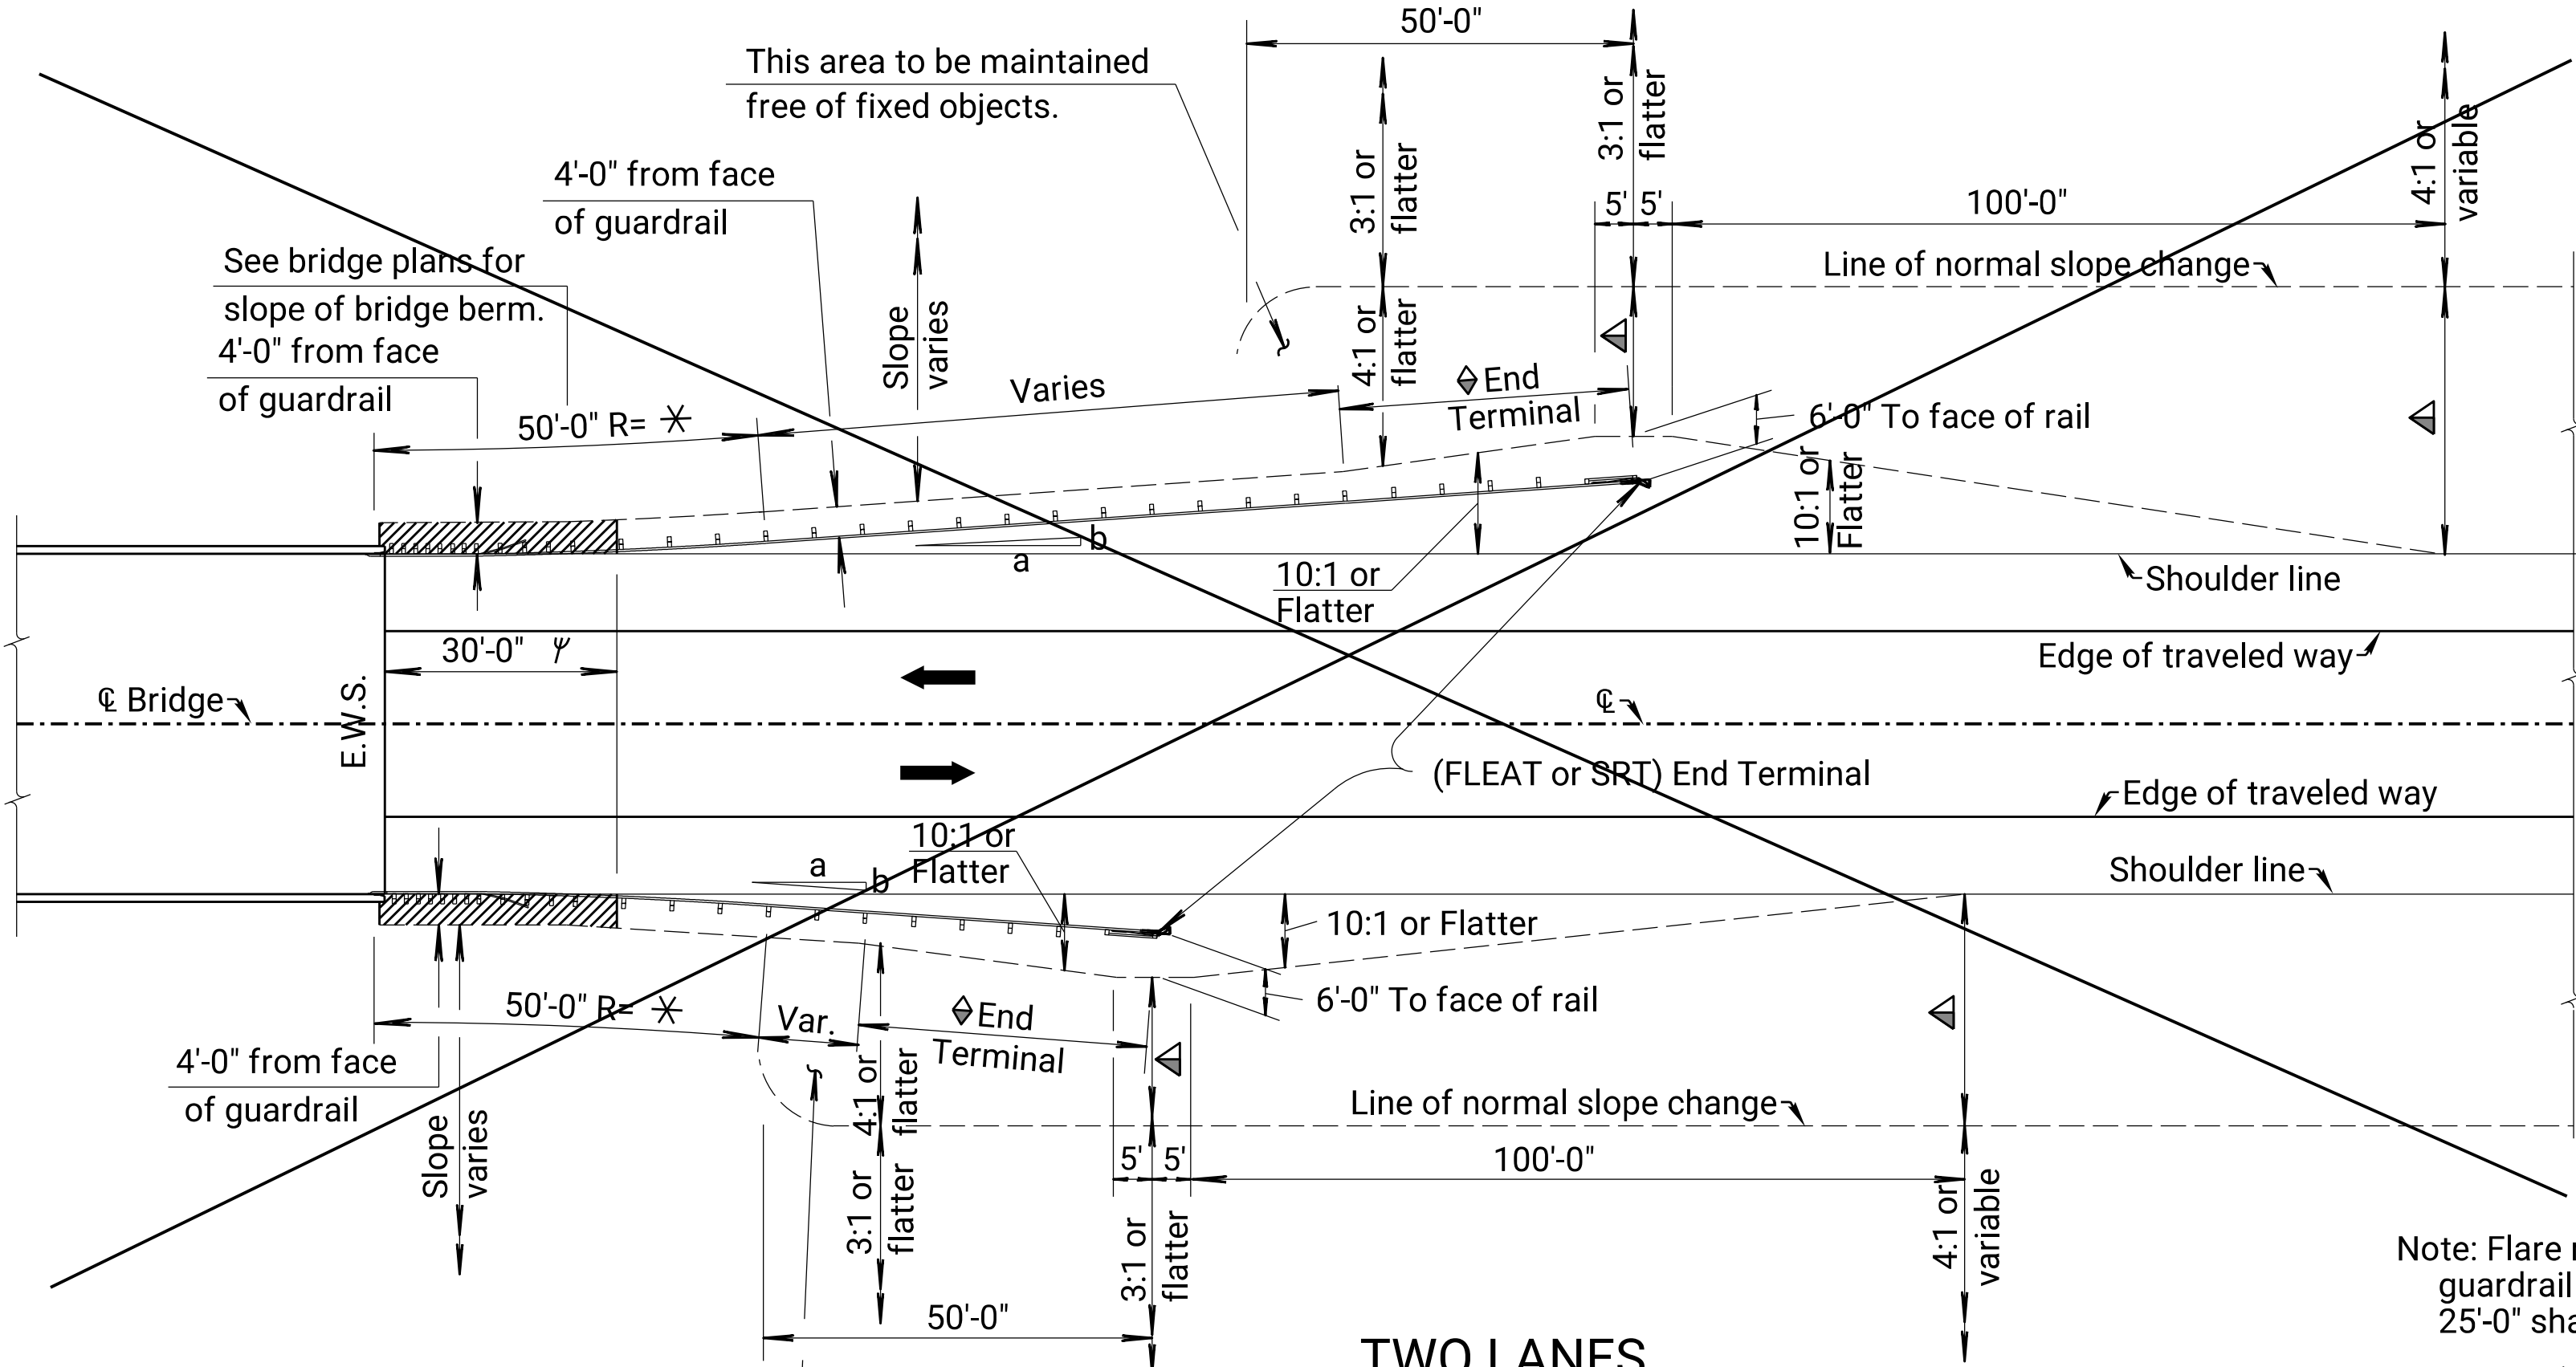 50'-0"
This area to be maintained
free of fixed objects.
3:1 or
flatter
4:1 or
variable
3:1 or
flatter
4'-0" from face
of guardrail
5'
5'
100'-0"
See bridge plans for
slope of bridge berm.
Line of normal slope change
4'-0" from face
of guardrail
Slope
varies
4:1 or
flatter
Varies
End
Terminal
50'-0" R=
6'-0" To face of rail
10:1 or
Flatter
b
a
10:1 or
Flatter
Shoulder line
30'-0"
Edge of traveled way
℄ Bridge
E.W.S.
℄
(FLEAT or SRT) End Terminal
Edge of traveled way
10:1 or
Flatter
a
b
Shoulder line
10:1 or Flatter
50'-0" R=
Var.
End
Terminal
6'-0" To face of rail
4'-0" from face
of guardrail
4:1 or
flatter
Line of normal slope change
Slope
varies
5'
5'
100'-0"
3:1 or
flatter
3:1 or
flatter
4:1 or
variable
Note: Flare
guardrail
25'-0"
50'-0"
TWO LANES